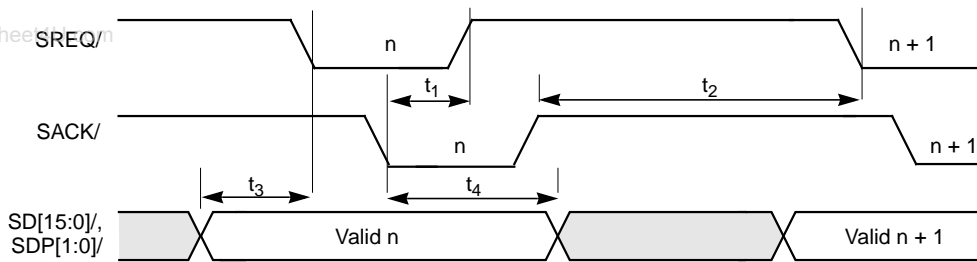 SREQ/
n
n + 1
t1
t2
SACK/
n
n + 1
t3
t4
SD[15:0]/,
SDP[1:0]/
Valid n
Valid n + 1